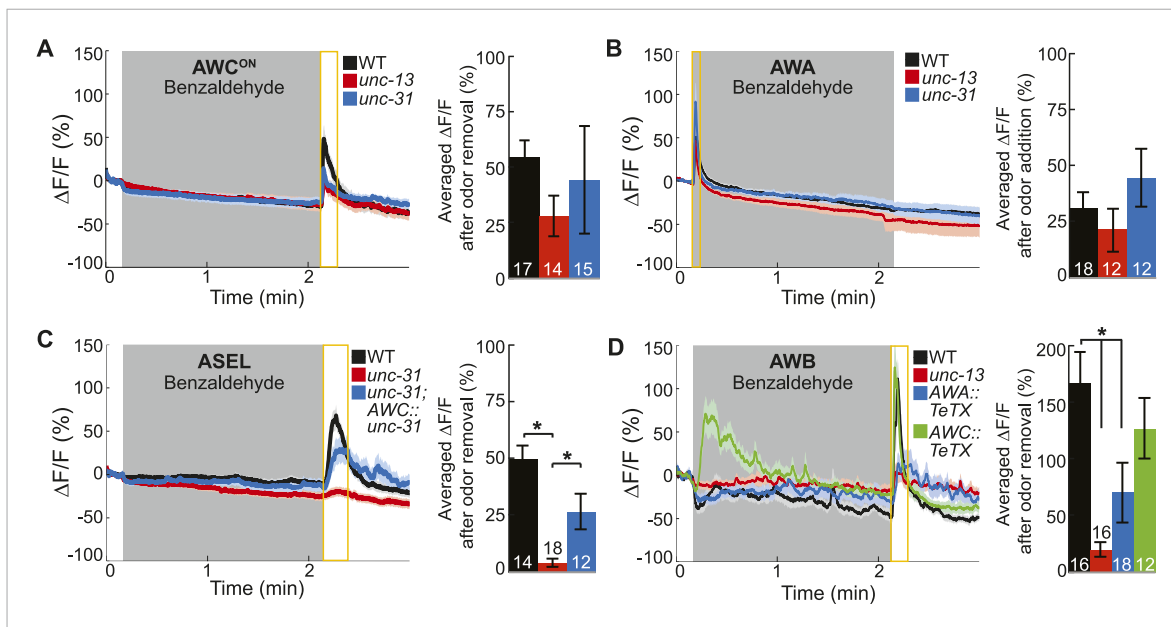 A
AWCON
Benzaldehyde
WT
unc-13
unc-31
ΔF/F (%)
150
100
50
0
-50
-100
0
1
2
Time (min)
Averaged ΔF/F
after odor removal (%)
100
75
50
25
0
17
14
15
B
AWA
Benzaldehyde
WT
unc-13
unc-31
ΔF/F (%)
150
100
50
0
-50
-100
0
1
2
Time (min)
Averaged ΔF/F
after odor addition (%)
100
75
50
25
0
18
12
12
C
ASEL
Benzaldehyde
WT
unc-31
unc-31;
AWC::
unc-31
ΔF/F (%)
150
100
50
0
-50
-100
0
1
2
Time (min)
Averaged ΔF/F
after odor removal (%)
100
75
50
25
0
*
*
14
18
12
D
AWB
Benzaldehyde
WT
unc-13
AWA::
TeTX
AWC::
TeTX
ΔF/F (%)
150
100
50
0
-50
-100
0
1
2
Time (min)
Averaged ΔF/F
after odor removal (%)
200
150
100
50
0
*
16
16
18
12